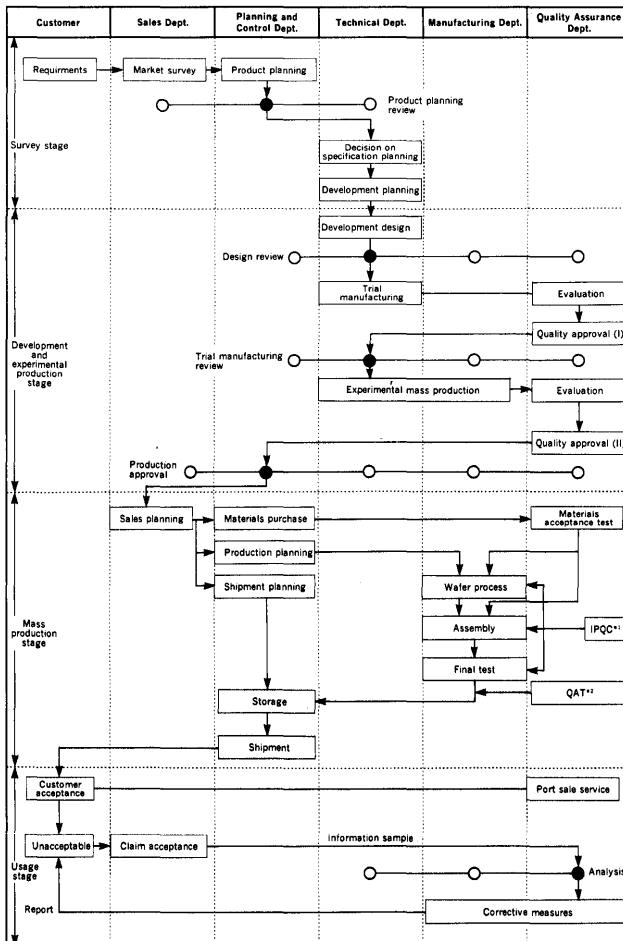 Customer
Sales Dept.
Planning and
Control Dept.
Technical Dept.
Manufacturing Dept.
Quality Assurance
Dept.
Survey stage
Requirments
Market survey
Product planning
Product planning
review
Decision on
specification planning
Development planning
Development
and
experimental
production
stage
Development design
Design review
Trial
manufacturing
Evaluation
Quality approval (I)
Trial manufacturing
review
Experimental mass production
Evaluation
Quality approval (II)
Production
approval
Mass
production
stage
Sales planning
Materials purchase
Materials
acceptance test
Production planning
Shipment planning
Wafer process
Assembly
IPQC*1
Final test
QAT*2
Storage
Shipment
Usage
stage
Customer
acceptance
Port sale service
Unacceptable
Claim acceptance
Information sample
Analysis
Report
Corrective measures